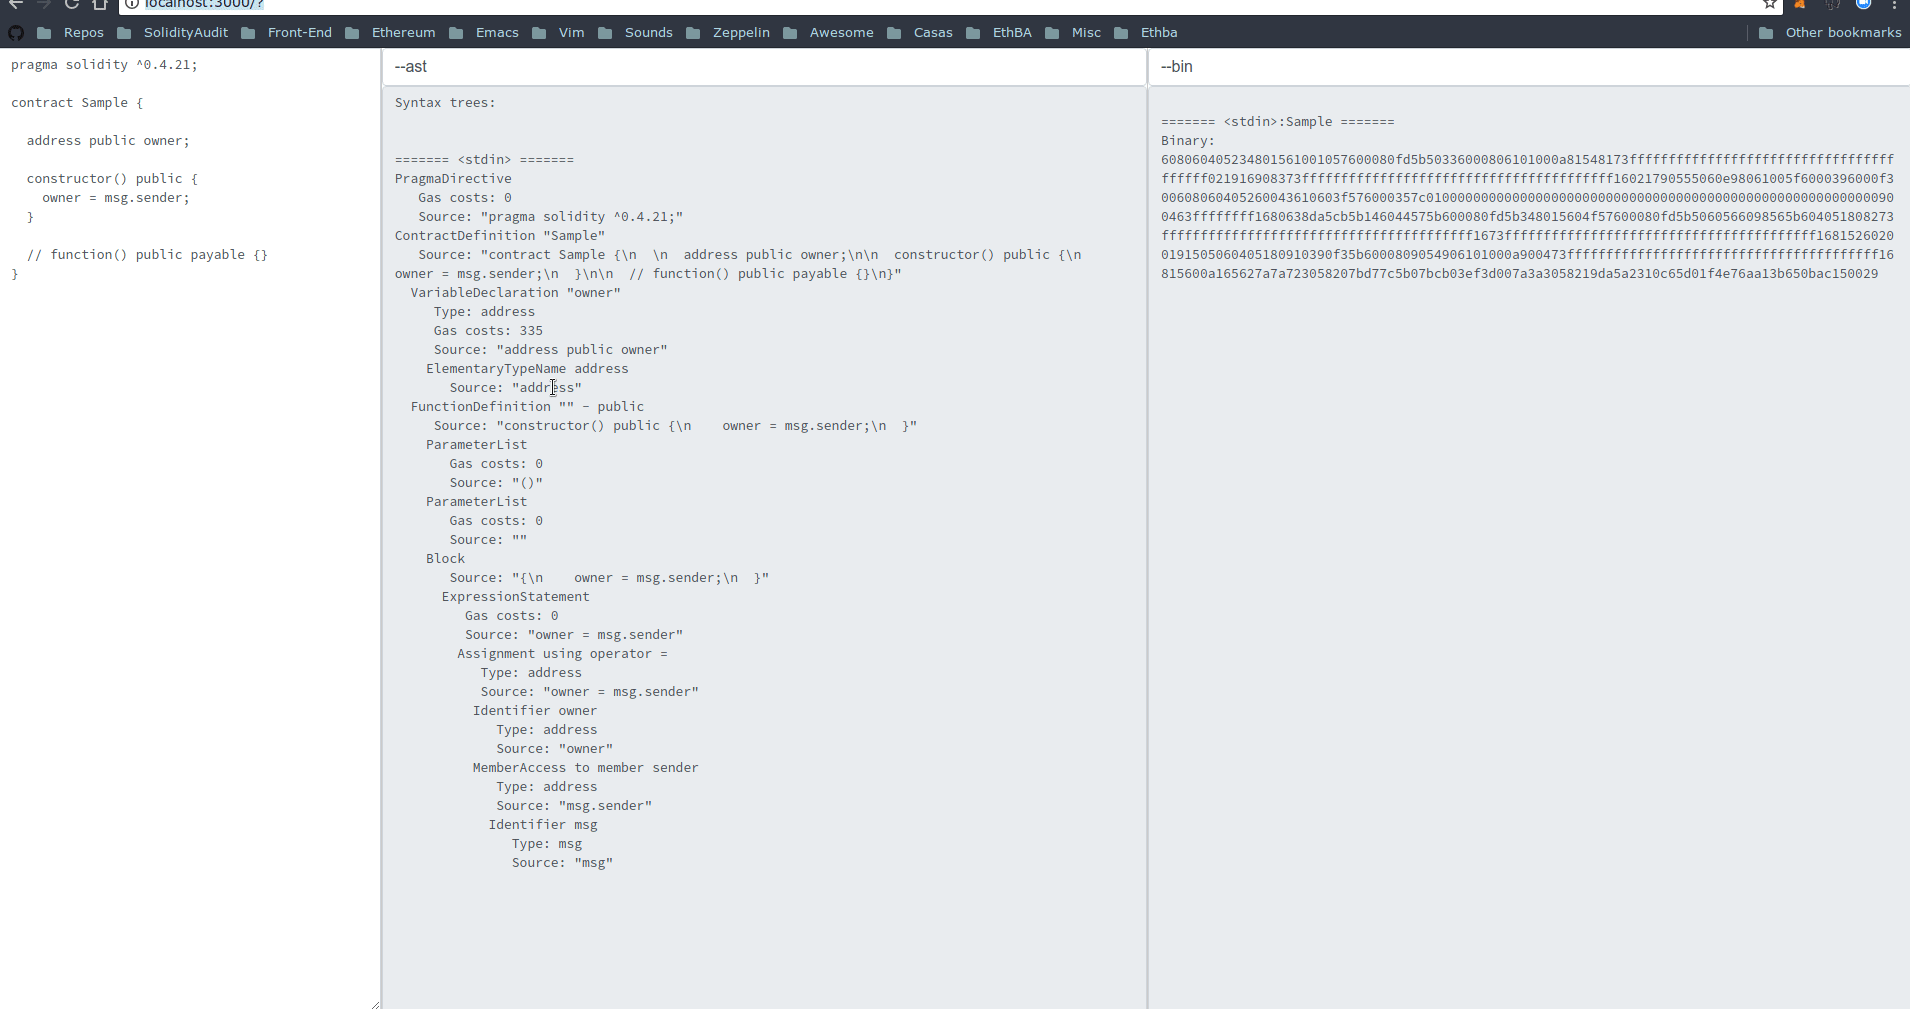 localhost:3000/?
Repos SolidityAudit Front-End Ethereum Emacs Vim Sounds Zeppelin Awesome Casas EthBA Misc Ethba Other bookmarks
pragma solidity ^0.4.21;
contract Sample {
address public owner;
constructor() public {
owner = msg.sender;
}
// function() public payable {}
}
--ast
Syntax trees:
======= <stdin> =======
PragmaDirective
Gas costs: 0
Source: "pragma solidity ^0.4.21;"
ContractDefinition "Sample"
Source: "contract Sample {\n  \n  address public owner;\n\n  constructor() public {\n
owner = msg.sender;\n  }\n\n  // function() public payable {}\n}"
VariableDeclaration "owner"
Type: address
Gas costs: 335
Source: "address public owner"
ElementaryTypeName address
Source: "address"
FunctionDefinition "" - public
Source: "constructor() public {\n    owner = msg.sender;\n  }"
ParameterList
Gas costs: 0
Source: "()"
ParameterList
Gas costs: 0
Source: ""
Block
Source: "{\n    owner = msg.sender;\n  }"
ExpressionStatement
Gas costs: 0
Source: "owner = msg.sender"
Assignment using operator =
Type: address
Source: "owner = msg.sender"
Identifier owner
Type: address
Source: "owner"
MemberAccess to member sender
Type: address
Source: "msg.sender"
Identifier msg
Type: msg
Source: "msg"
--bin
======= <stdin>:Sample =======
Binary:
608060405234801561001057600080fd5b50336000806101000a81548173ffffffffffffffffffffffffffffffffff
ffffff021916908373ffffffffffffffffffffffffffffffffffffffff16021790555060e98061005f6000396000f3
00608060405260043610603f576000357c010000000000000000000000000000000000000000000000000000000090
0463ffffffff1680638da5cb5b146044575b600080fd5b348015604f57600080fd5b5060566098565b604051808273
ffffffffffffffffffffffffffffffffffffffff1673ffffffffffffffffffffffffffffffffffffffff1681526020
0191505060405180910390f35b6000809054906101000a900473ffffffffffffffffffffffffffffffffffffffff16
815600a165627a7a723058207bd77c5b07bcb03ef3d007a3a3058219da5a2310c65d01f4e76aa13b650bac150029